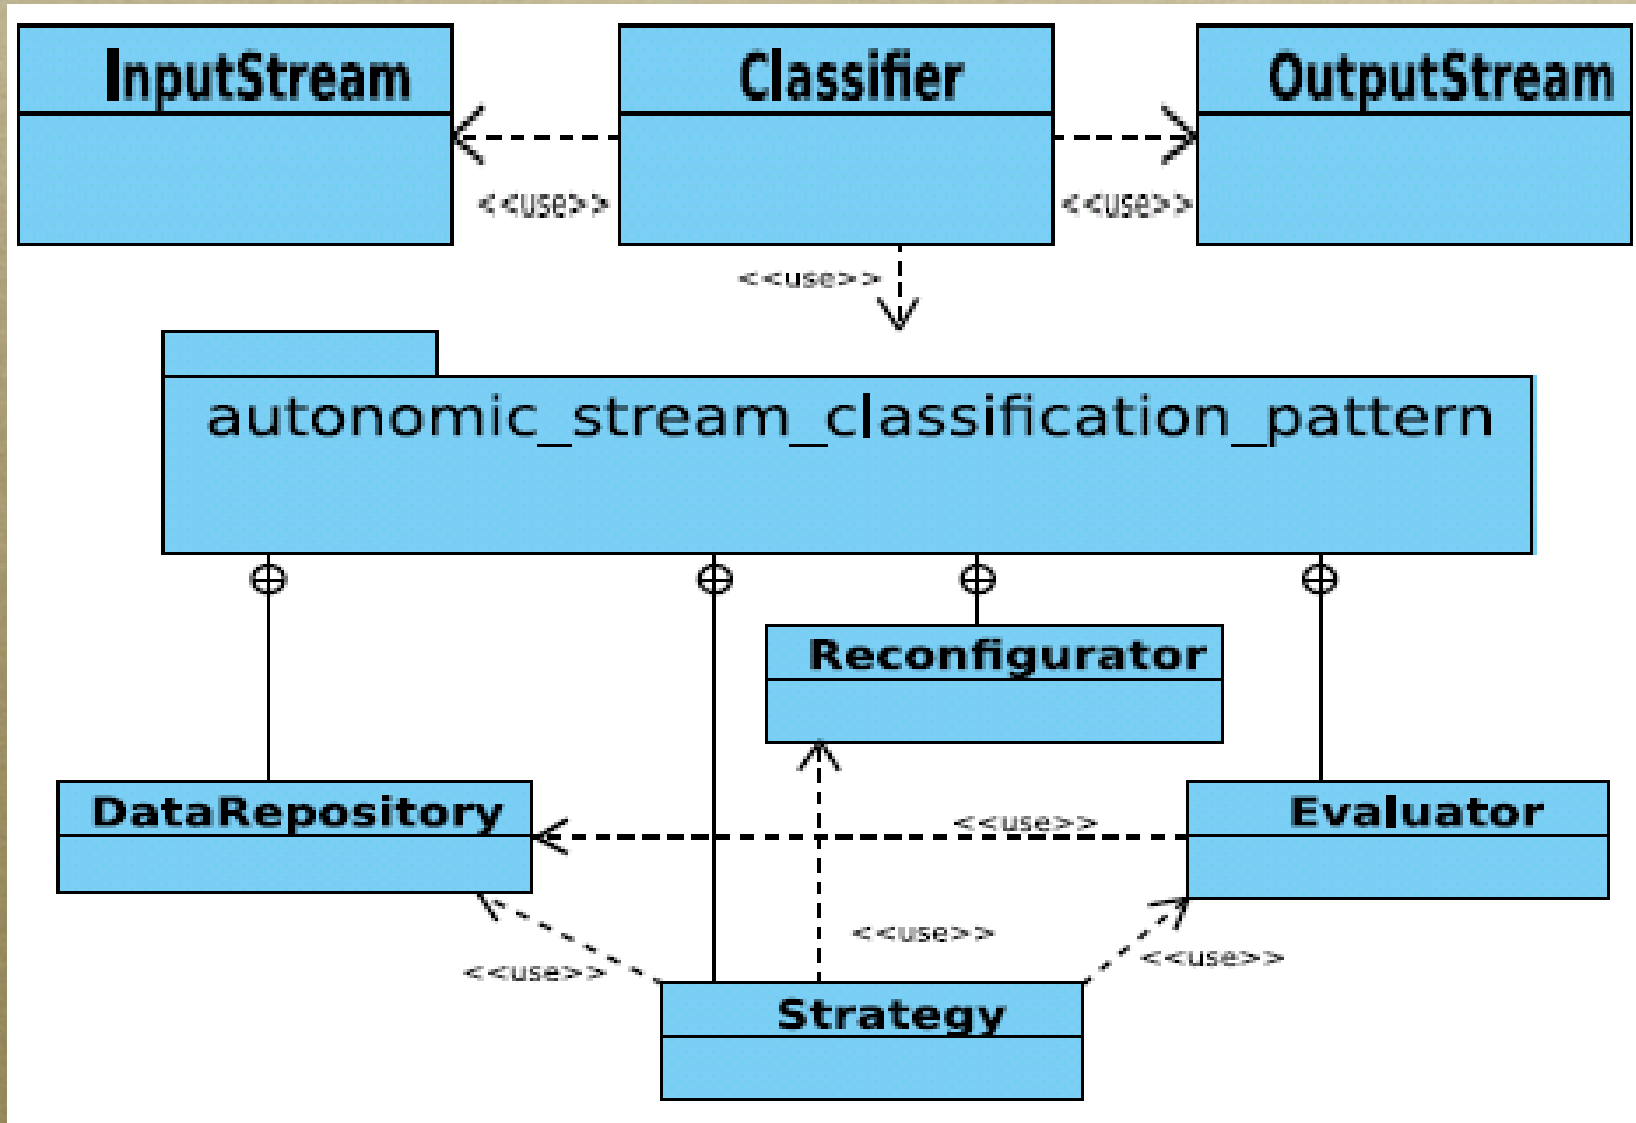 InputStream
Classifier
OutputStream
<<use>>
<<use>>
<<use>>
autonomic_stream_classification_pattern
Reconfigurator
DataRepository
<<use>>
Evaluator
<<use>>
<<use>>
<<use>>
Strategy